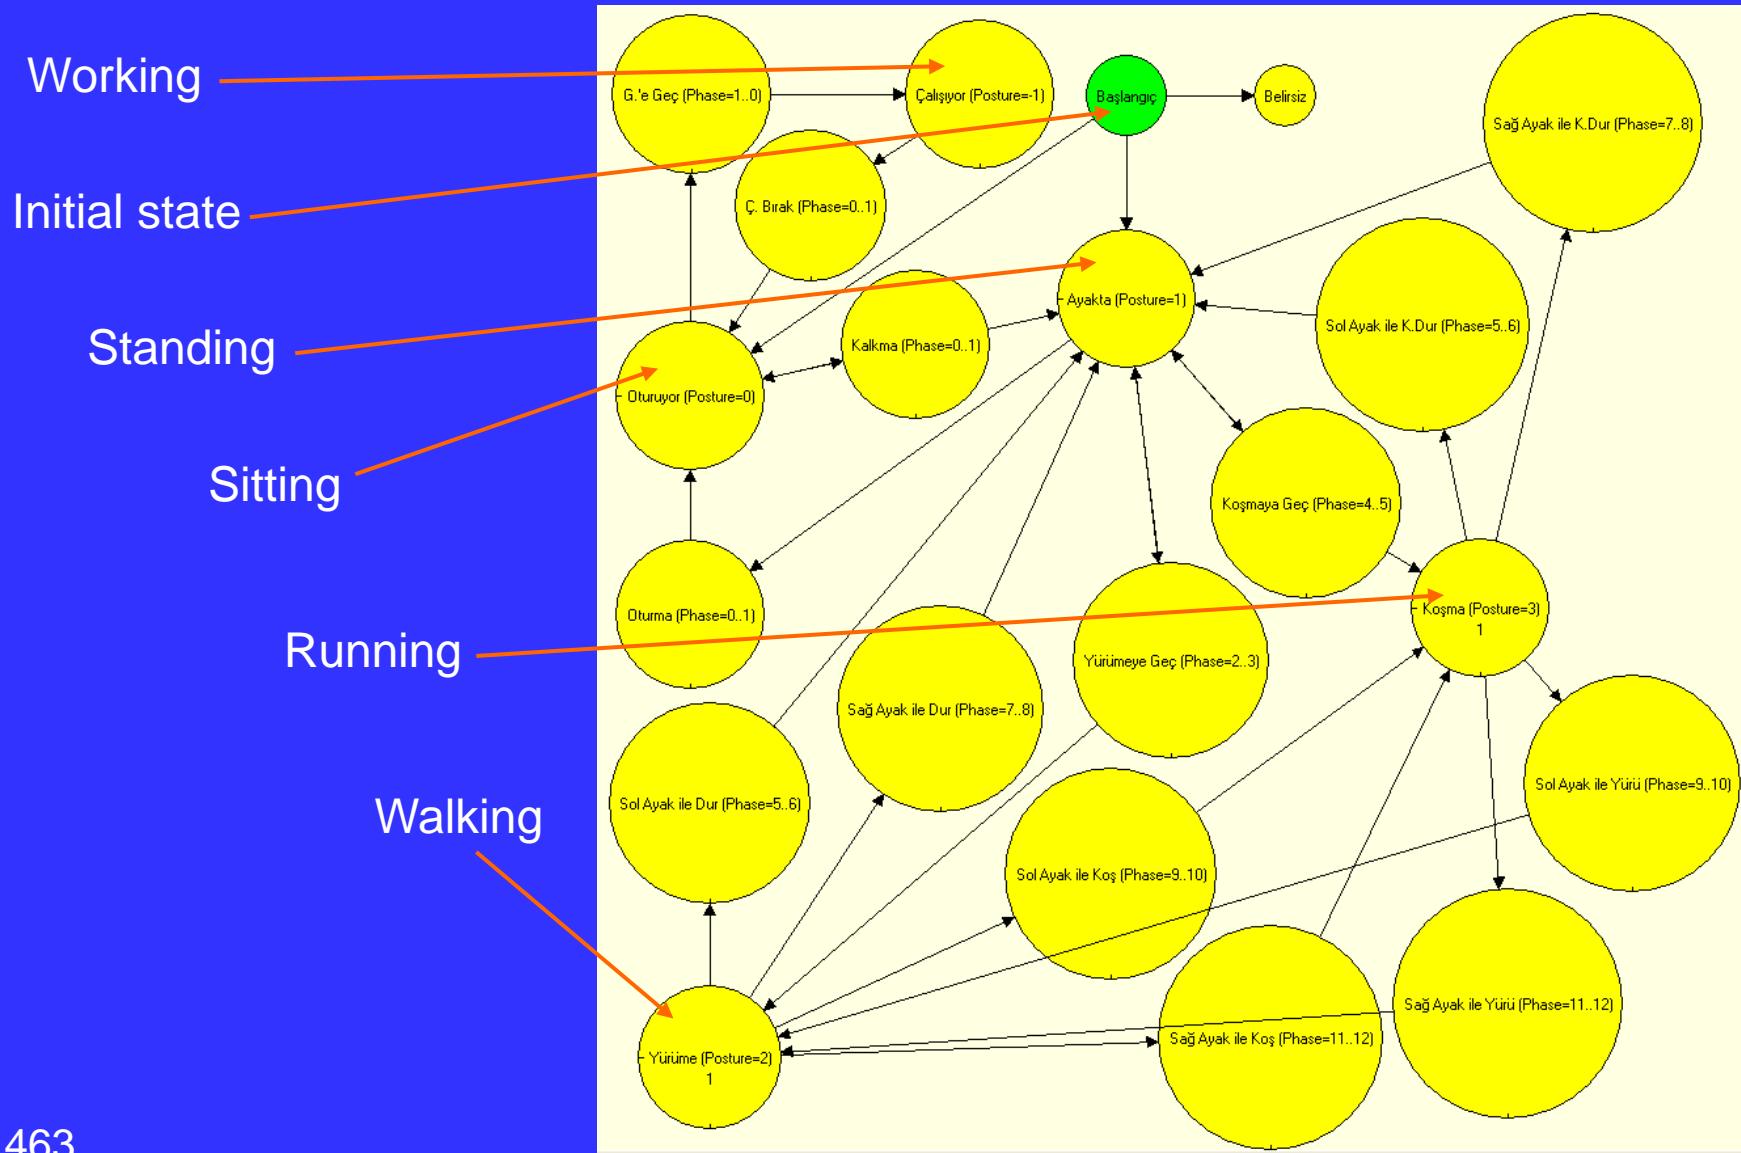 Working
Initial state
Standing
Sitting
Running
Walking
463
G.'e Geç (Phase=1..0)
Çalışıyor (Posture=-1)
Başlangıç
Belirsiz
Sağ Ayak ile K.Dur (Phase=7..8)
Ç. Bırak (Phase=0..1)
Ayakta (Posture=1)
Sol Ayak ile K.Dur (Phase=5..6)
Kalkma (Phase=0..1)
Oturuyor (Posture=0)
Koşmaya Geç (Phase=4..5)
Oturma (Phase=0..1)
Koşma (Posture=3)
1
Yürümeye Geç (Phase=2..3)
Sağ Ayak ile Dur (Phase=7..8)
Sol Ayak ile Yürü (Phase=9..10)
Sol Ayak ile Dur (Phase=5..6)
Sol Ayak ile Koş (Phase=9..10)
Sağ Ayak ile Yürü (Phase=11..12)
Sağ Ayak ile Koş (Phase=11..12)
Yürüme (Posture=2)
1